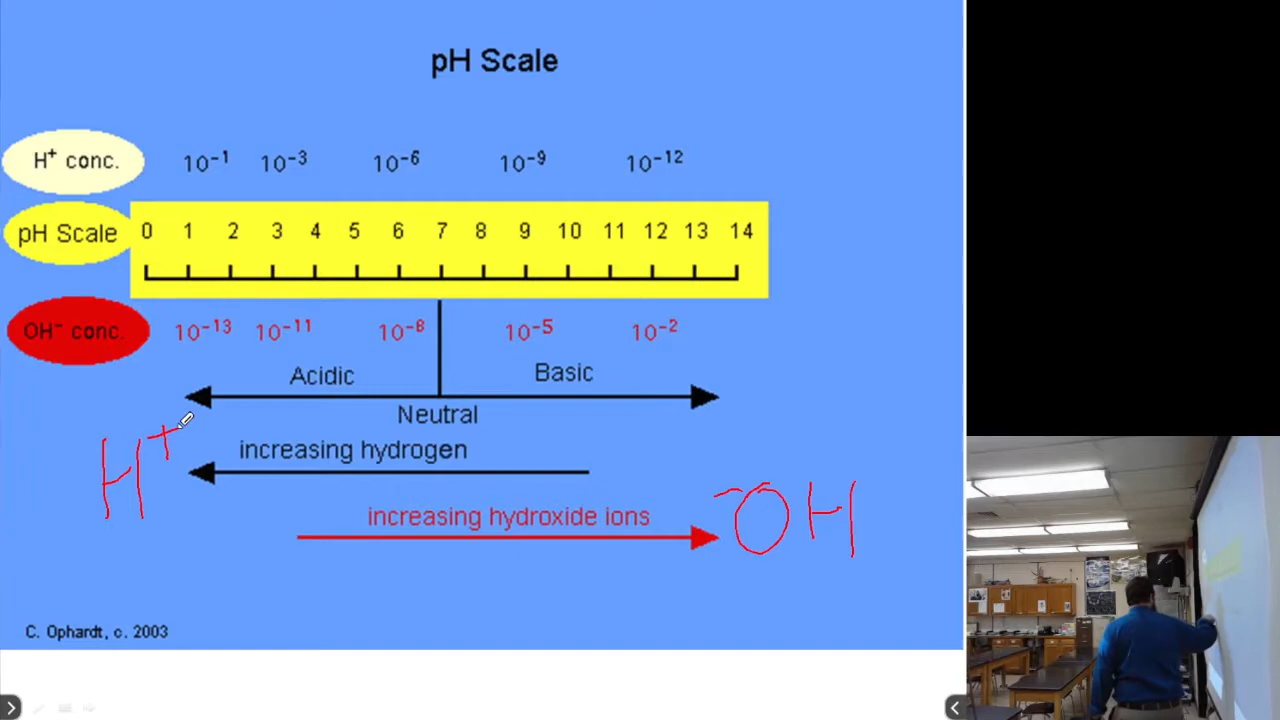 pH Scale
H⁺ conc. 10⁻¹ 10⁻³ 10⁻⁶ 10⁻⁹ 10⁻¹²
pH Scale 0 1 2 3 4 5 6 7 8 9 10 11 12 13 14
OH⁻ conc. 10⁻¹³ 10⁻¹¹ 10⁻⁸ 10⁻⁵ 10⁻²
Acidic Basic
Neutral
H⁺ increasing hydrogen
increasing hydroxide ions ⁻OH
C. Ophardt, c. 2003